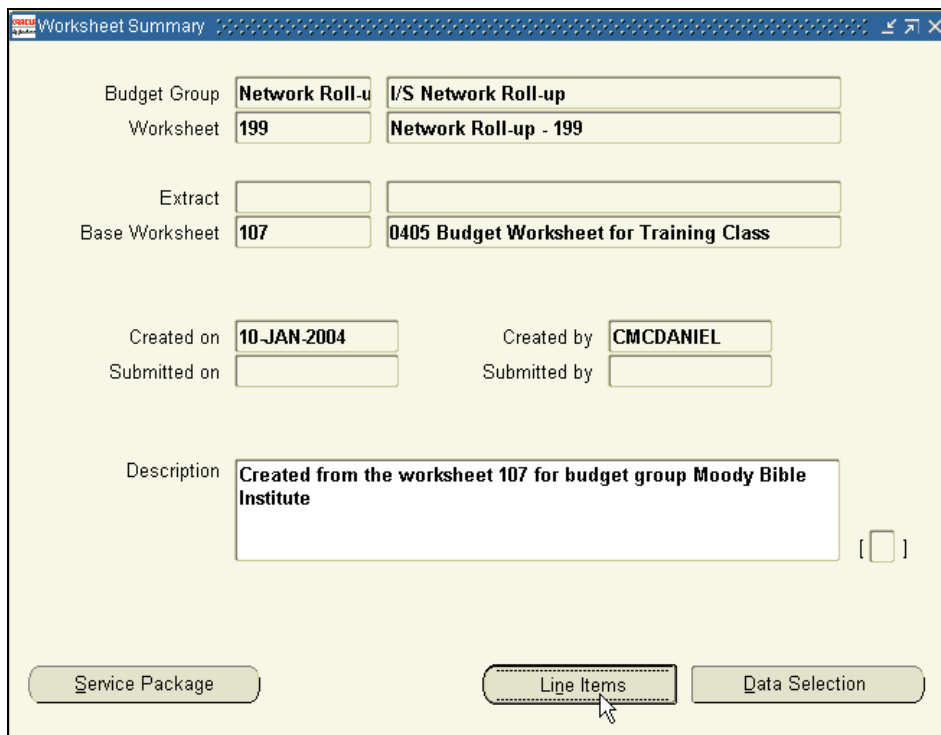 ORACLE Worksheet Summary
Budget Group Network Roll-u I/S Network Roll-up
Worksheet 199 Network Roll-up - 199
Extract
Base Worksheet 107 0405 Budget Worksheet for Training Class
Created on 10-JAN-2004 Created by CMCDANIEL
Submitted on Submitted by
Description Created from the worksheet 107 for budget group Moody Bible
Institute
[ ]
Service Package Line Items Data Selection